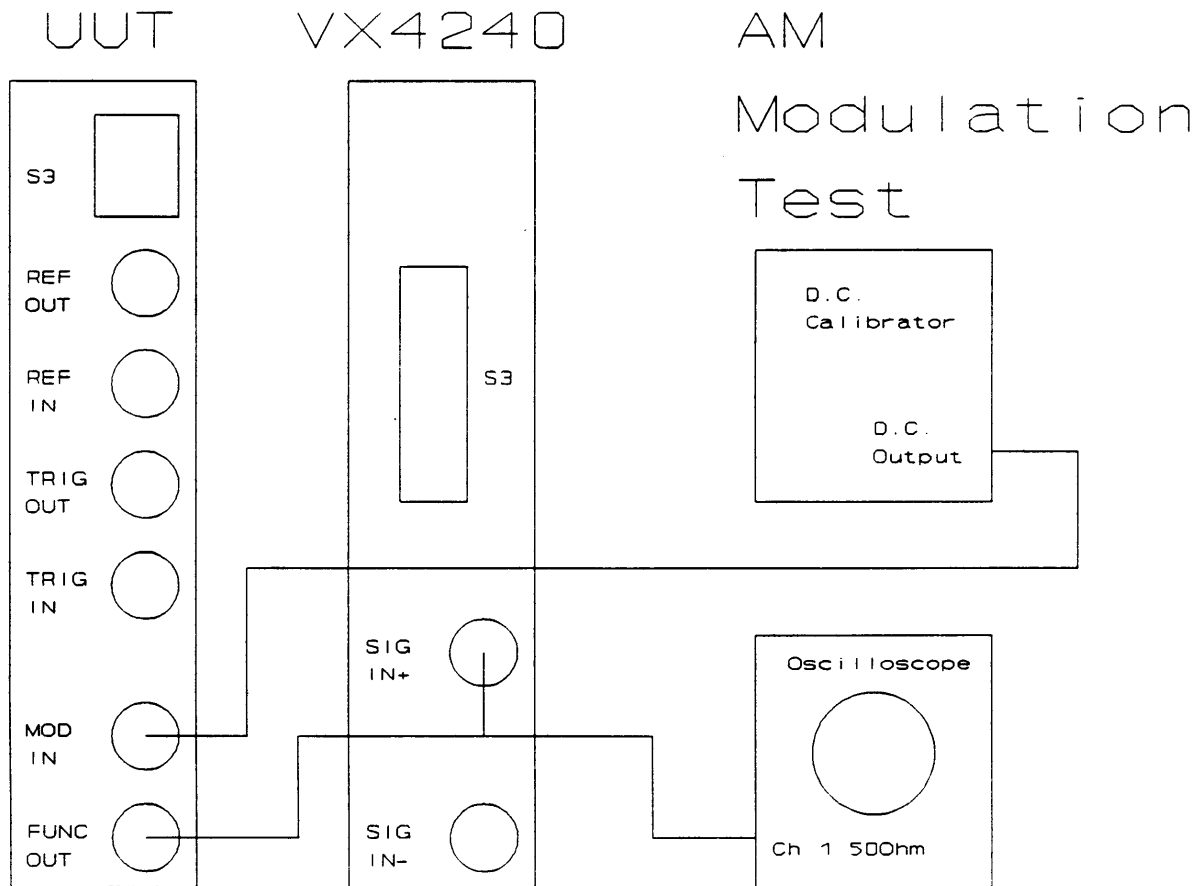 UUT
VX4240
AM
Modulation
Test
S3
REF
OUT
REF
IN
TRIG
OUT
TRIG
IN
MOD
IN
FUNC
OUT
S3
SIG
IN+
SIG
IN-
D.C.
Calibrator
D.C.
Output
Oscilloscope
Ch 1 50Ohm